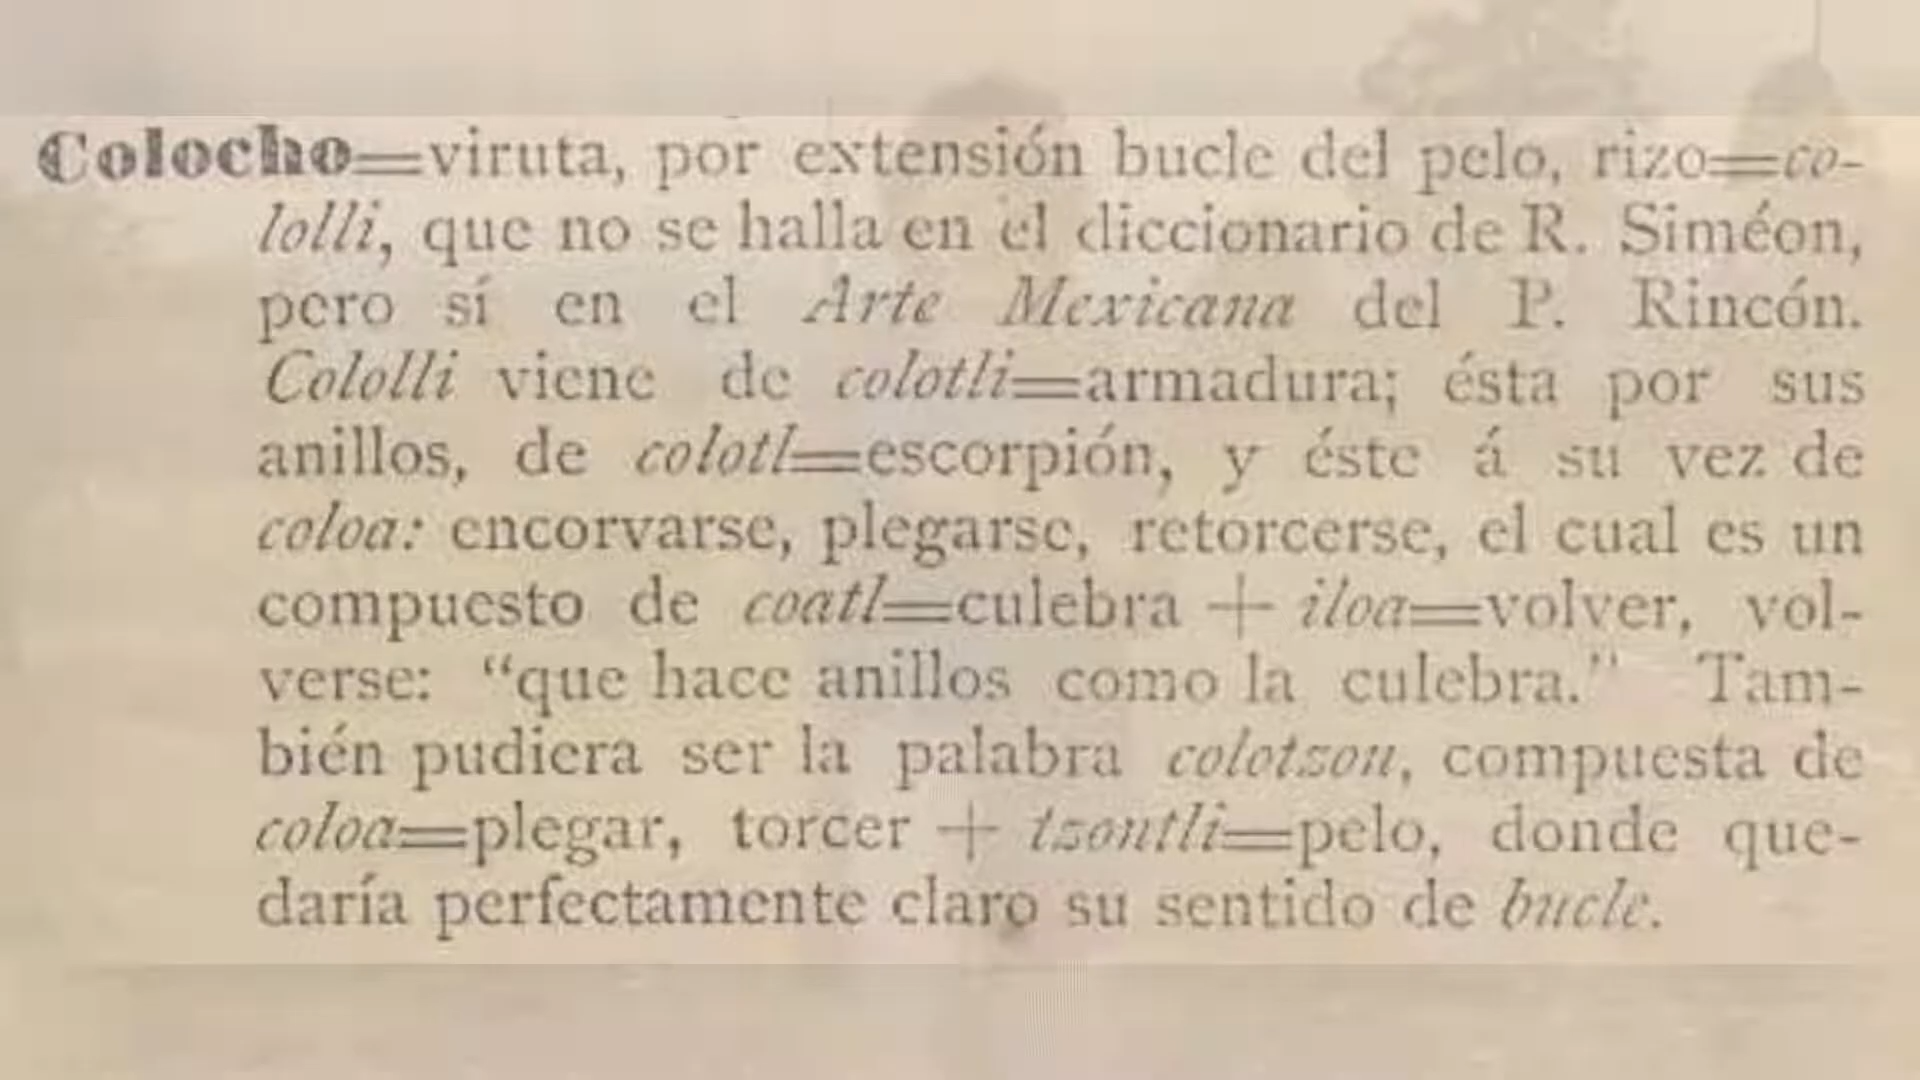 Colocho=viruta, por extensión bucle del pelo, rizo=co-
lolli, que no se halla en el diccionario de R. Siméon,
pero sí en el Arte Mexicana del P. Rincón.
Cololli viene de colotli=armadura; ésta por sus
anillos, de colotl=escorpión, y éste á su vez de
coloa: encorvarse, plegarse, retorcerse, el cual es un
compuesto de coatl=culebra + iloa=volver, vol-
verse: “que hace anillos como la culebra.” Tam-
bién pudiera ser la palabra colotzon, compuesta de
coloa=plegar, torcer + tzontli=pelo, donde que-
daría perfectamente claro su sentido de bucle.